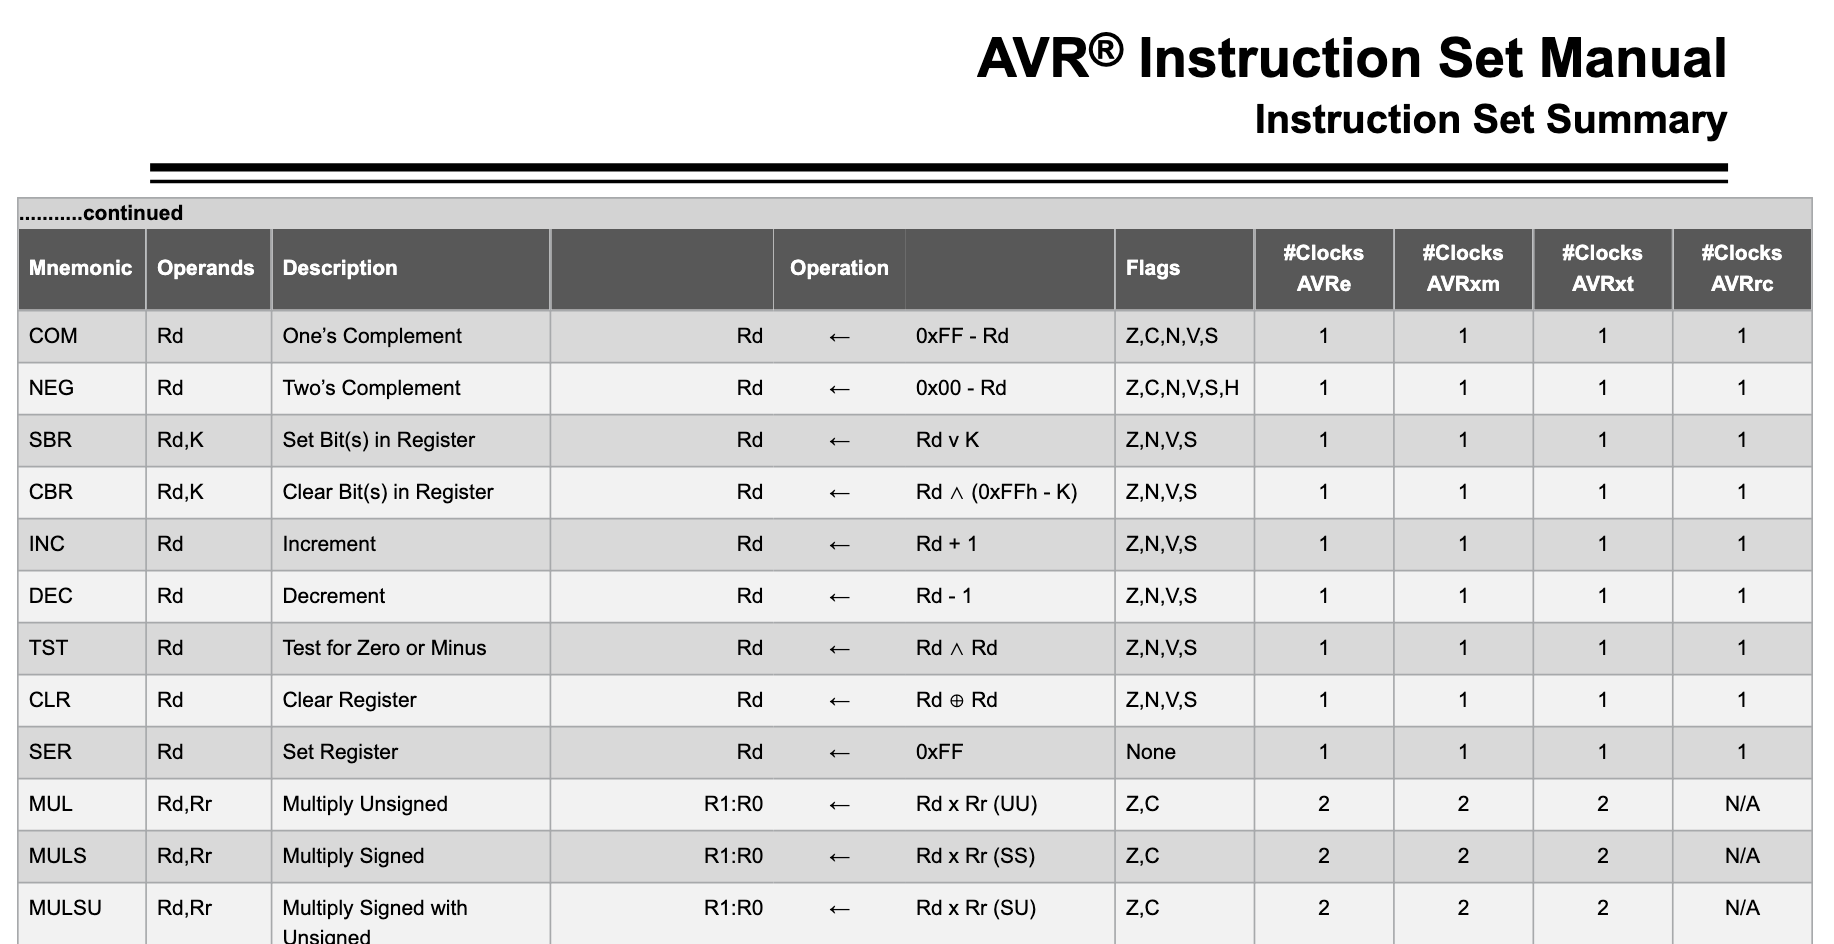 AVR® Instruction Set Manual
Instruction Set Summary
...........continued
Mnemonic Operands Description Operation Flags #Clocks AVRe #Clocks AVRxm #Clocks AVRxt #Clocks AVRrc
COM Rd One’s Complement Rd ← 0xFF - Rd Z,C,N,V,S 1 1 1 1
NEG Rd Two’s Complement Rd ← 0x00 - Rd Z,C,N,V,S,H 1 1 1 1
SBR Rd,K Set Bit(s) in Register Rd ← Rd v K Z,N,V,S 1 1 1 1
CBR Rd,K Clear Bit(s) in Register Rd ← Rd ∧ (0xFFh - K) Z,N,V,S 1 1 1 1
INC Rd Increment Rd ← Rd + 1 Z,N,V,S 1 1 1 1
DEC Rd Decrement Rd ← Rd - 1 Z,N,V,S 1 1 1 1
TST Rd Test for Zero or Minus Rd ← Rd ∧ Rd Z,N,V,S 1 1 1 1
CLR Rd Clear Register Rd ← Rd ⊕ Rd Z,N,V,S 1 1 1 1
SER Rd Set Register Rd ← 0xFF None 1 1 1 1
MUL Rd,Rr Multiply Unsigned R1:R0 ← Rd x Rr (UU) Z,C 2 2 2 N/A
MULS Rd,Rr Multiply Signed R1:R0 ← Rd x Rr (SS) Z,C 2 2 2 N/A
MULSU Rd,Rr Multiply Signed with R1:R0 ← Rd x Rr (SU) Z,C 2 2 2 N/A
Unsigned